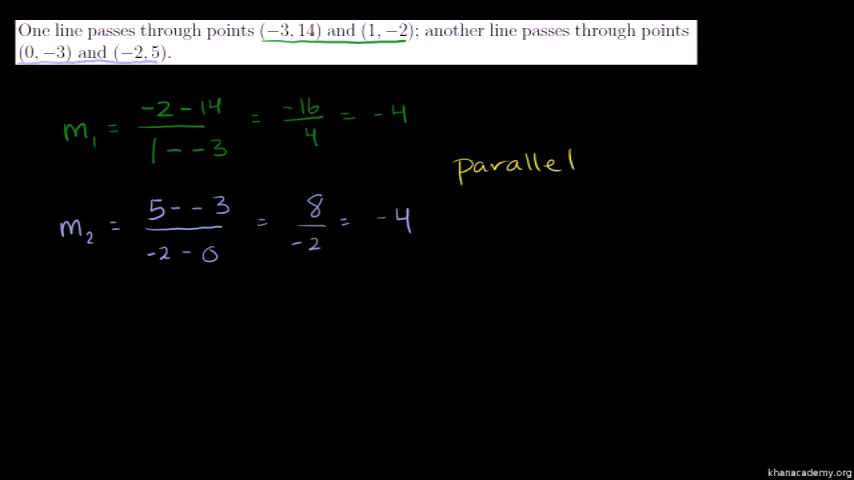 One line passes through points (−3, 14) and (1, −2); another line passes through points
(0, −3) and (−2, 5).
m₁ = (-2 - 14)/(1 - -3) = -16/4 = -4
parallel
m₂ = (5 - -3)/(-2 - 0) = 8/-2 = -4
khanacademy.org